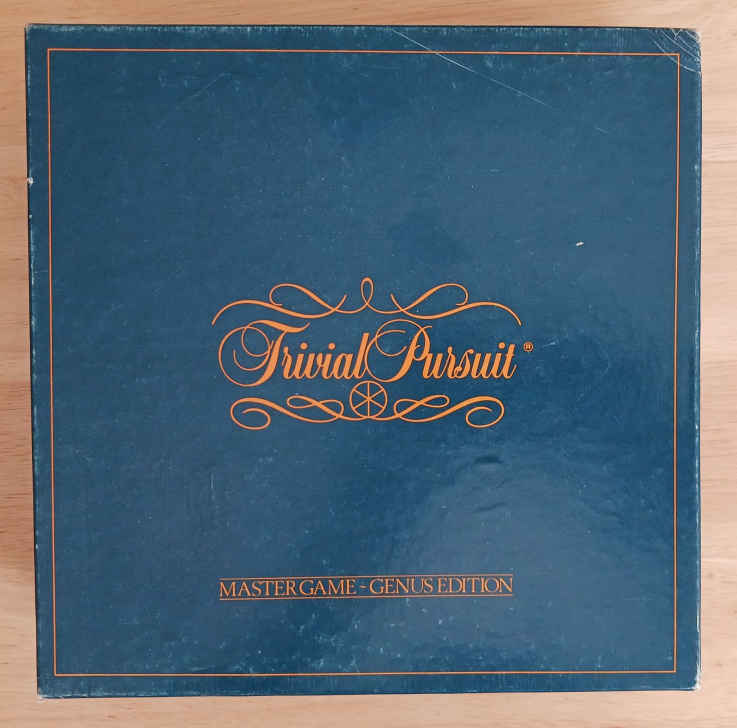 Trivial Pursuit®
MASTER GAME - GENUS EDITION